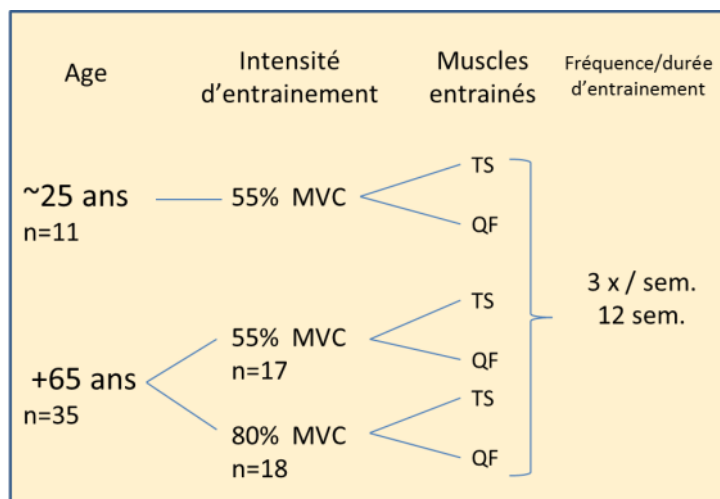 Age
Intensité
d'entrainement
Muscles
entrainés
Fréquence/durée
d'entrainement
~25 ans
n=11
55% MVC
TS
QF
+65 ans
n=35
55% MVC
n=17
TS
QF
80% MVC
n=18
TS
QF
3 x / sem.
12 sem.